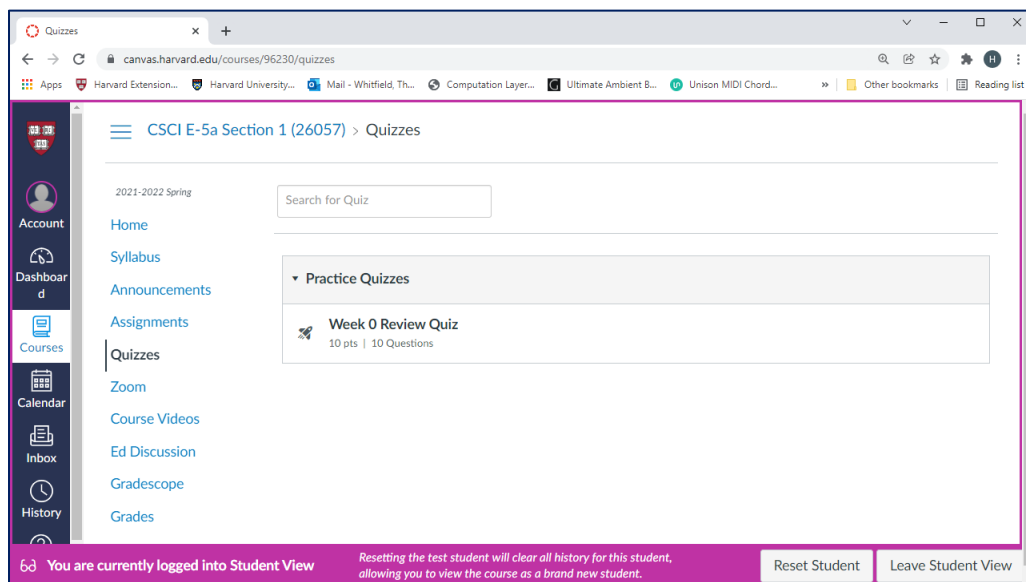 Quizzes
canvas.harvard.edu/courses/96230/quizzes
H
Apps Harvard Extension... Harvard University... Mail - Whitfield, Th... Computation Layer... Ultimate Ambient B... Unison MIDI Chord... » Other bookmarks Reading list
CSCI E-5a Section 1 (26057) > Quizzes
2021-2022 Spring
Search for Quiz
Account
Dashboar
d
Courses
Calendar
Inbox
History
Home
Syllabus
Announcements
Assignments
Quizzes
Zoom
Course Videos
Ed Discussion
Gradescope
Grades
Practice Quizzes
Week 0 Review Quiz
10 pts | 10 Questions
You are currently logged into Student View
Resetting the test student will clear all history for this student,
allowing you to view the course as a brand new student.
Reset Student
Leave Student View